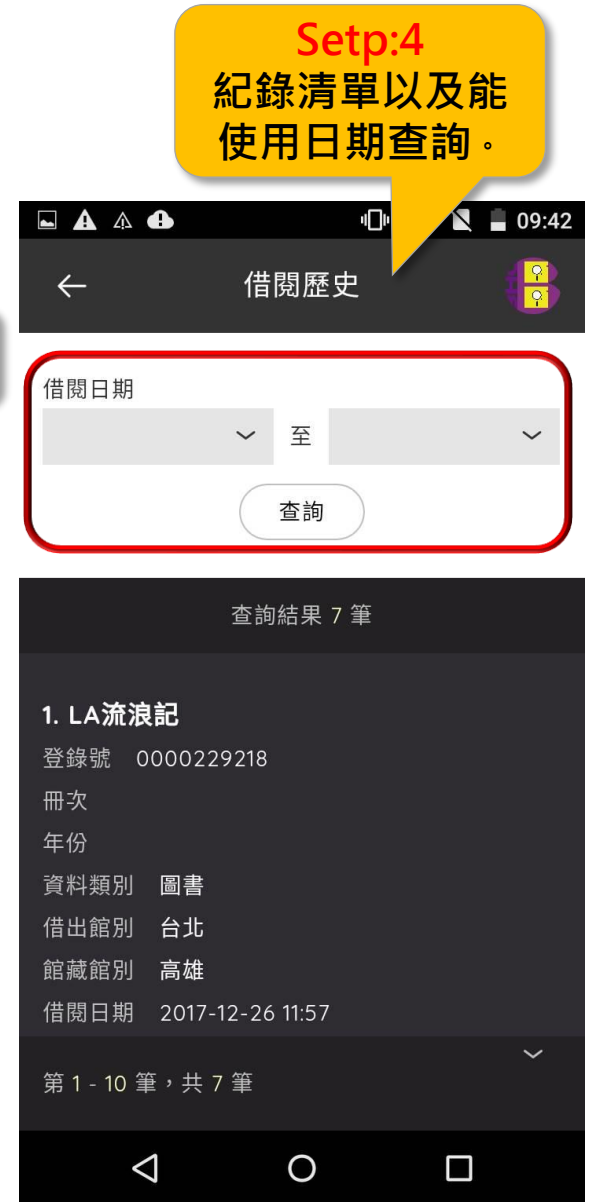 Setp:4
紀錄清單以及能
使用日期查詢。
09:42
借閱歷史
借閱日期
至
查詢
查詢結果 7 筆
1. LA流浪記
登錄號 0000229218
冊次
年份
資料類別 圖書
借出館別 台北
館藏館別 高雄
借閱日期 2017-12-26 11:57
第 1 - 10 筆，共 7 筆